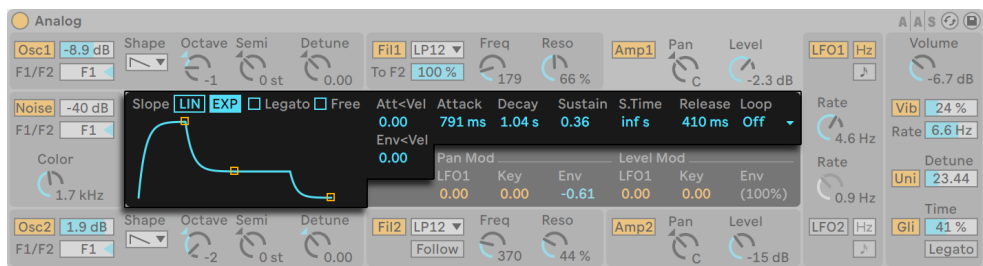 Analog A A S
Osc1 -8.9 dB Shape Octave Semi Detune Fil1 LP12 Freq Reso Amp1 Pan Level LFO1 Hz Volume
F1/F2 F1 -1 0 st 0.00 To F2 100 % 179 66 % C -2.3 dB -6.7 dB
Noise -40 dB Slope LIN EXP Legato Free Att<Vel Attack Decay Sustain S.Time Release Loop Rate Vib 24 %
F1/F2 F1 0.00 791 ms 1.04 s 0.36 inf s 410 ms Off 4.6 Hz Rate 6.6 Hz
Env<Vel
Color 0.00 Pan Mod Level Mod Rate Detune
LFO1 Key Env LFO1 Key Env Uni 23.44
1.7 kHz 0.00 0.00 -0.61 0.00 0.00 (100%) 0.9 Hz
Time
Osc2 1.9 dB Shape Octave Semi Detune Fil2 LP12 Freq Reso Amp2 Pan Level LFO2 Hz Gli 41 %
F1/F2 F1 -2 0 st 0.00 Follow 370 44 % C -15 dB Legato